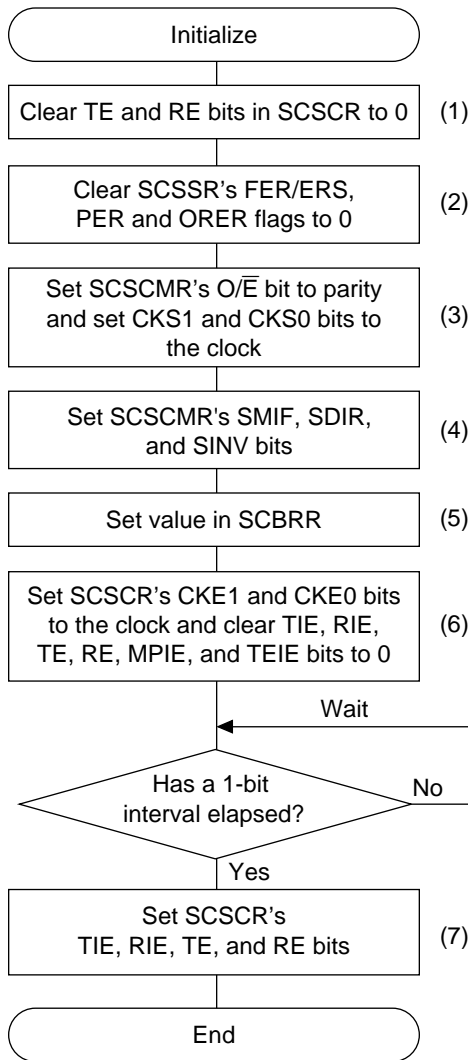 Initialize
Clear TE and RE bits in SCSCR to 0
(1)
Clear SCSSR's FER/ERS,
PER and ORER flags to 0
(2)
Set SCSCMR's O/E̅ bit to parity
and set CKS1 and CKS0 bits to
the clock
(3)
Set SCSCMR's SMIF, SDIR,
and SINV bits
(4)
Set value in SCBRR
(5)
Set SCSCR's CKE1 and CKE0 bits
to the clock and clear TIE, RIE,
TE, RE, MPIE, and TEIE bits to 0
(6)
Wait
Has a 1-bit
interval elapsed?
No
Yes
Set SCSCR's
TIE, RIE, TE, and RE bits
(7)
End